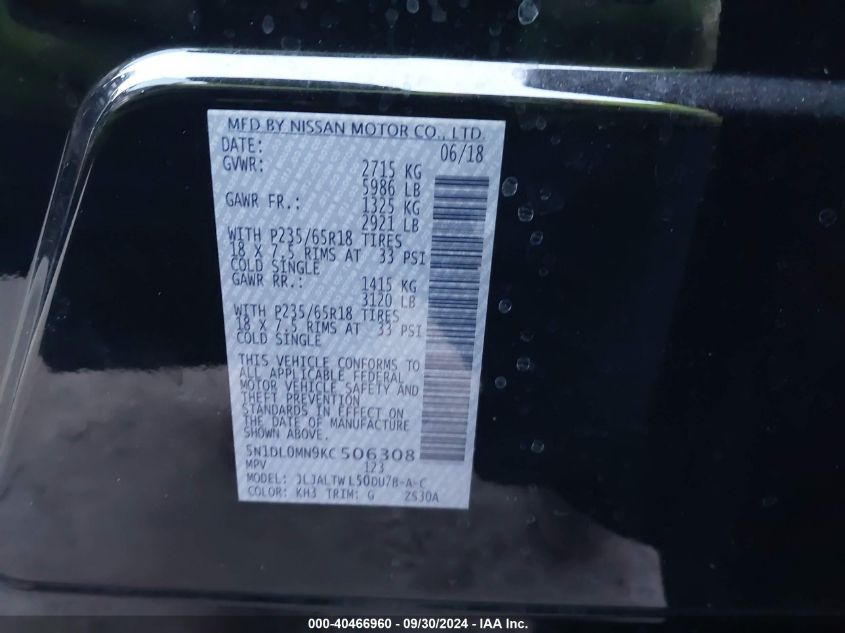 MFD BY NISSAN MOTOR CO., LTD.
DATE: 06/18
GVWR: 2715 KG
5986 LB
GAWR FR.: 1325 KG
2921 LB
WITH P235/65R18 TIRES
18 X 7.5 RIMS AT 33 PSI
COLD SINGLE
GAWR RR.: 1415 KG
3120 LB
WITH P235/65R18 TIRES
18 X 7.5 RIMS AT 33 PSI
COLD SINGLE
THIS VEHICLE CONFORMS TO
ALL APPLICABLE FEDERAL
MOTOR VEHICLE SAFETY AND
THEFT PREVENTION
STANDARDS IN EFFECT ON
THE DATE OF MANUFACTURE
SHOWN ABOVE.
5N1DL0MN9KC506308
MPV 123
MODEL: JLJALTWL50DU7B-A-C
COLOR: KH3 TRIM: G ZS30A
000-40466960 - 09/30/2024 - IAA Inc.